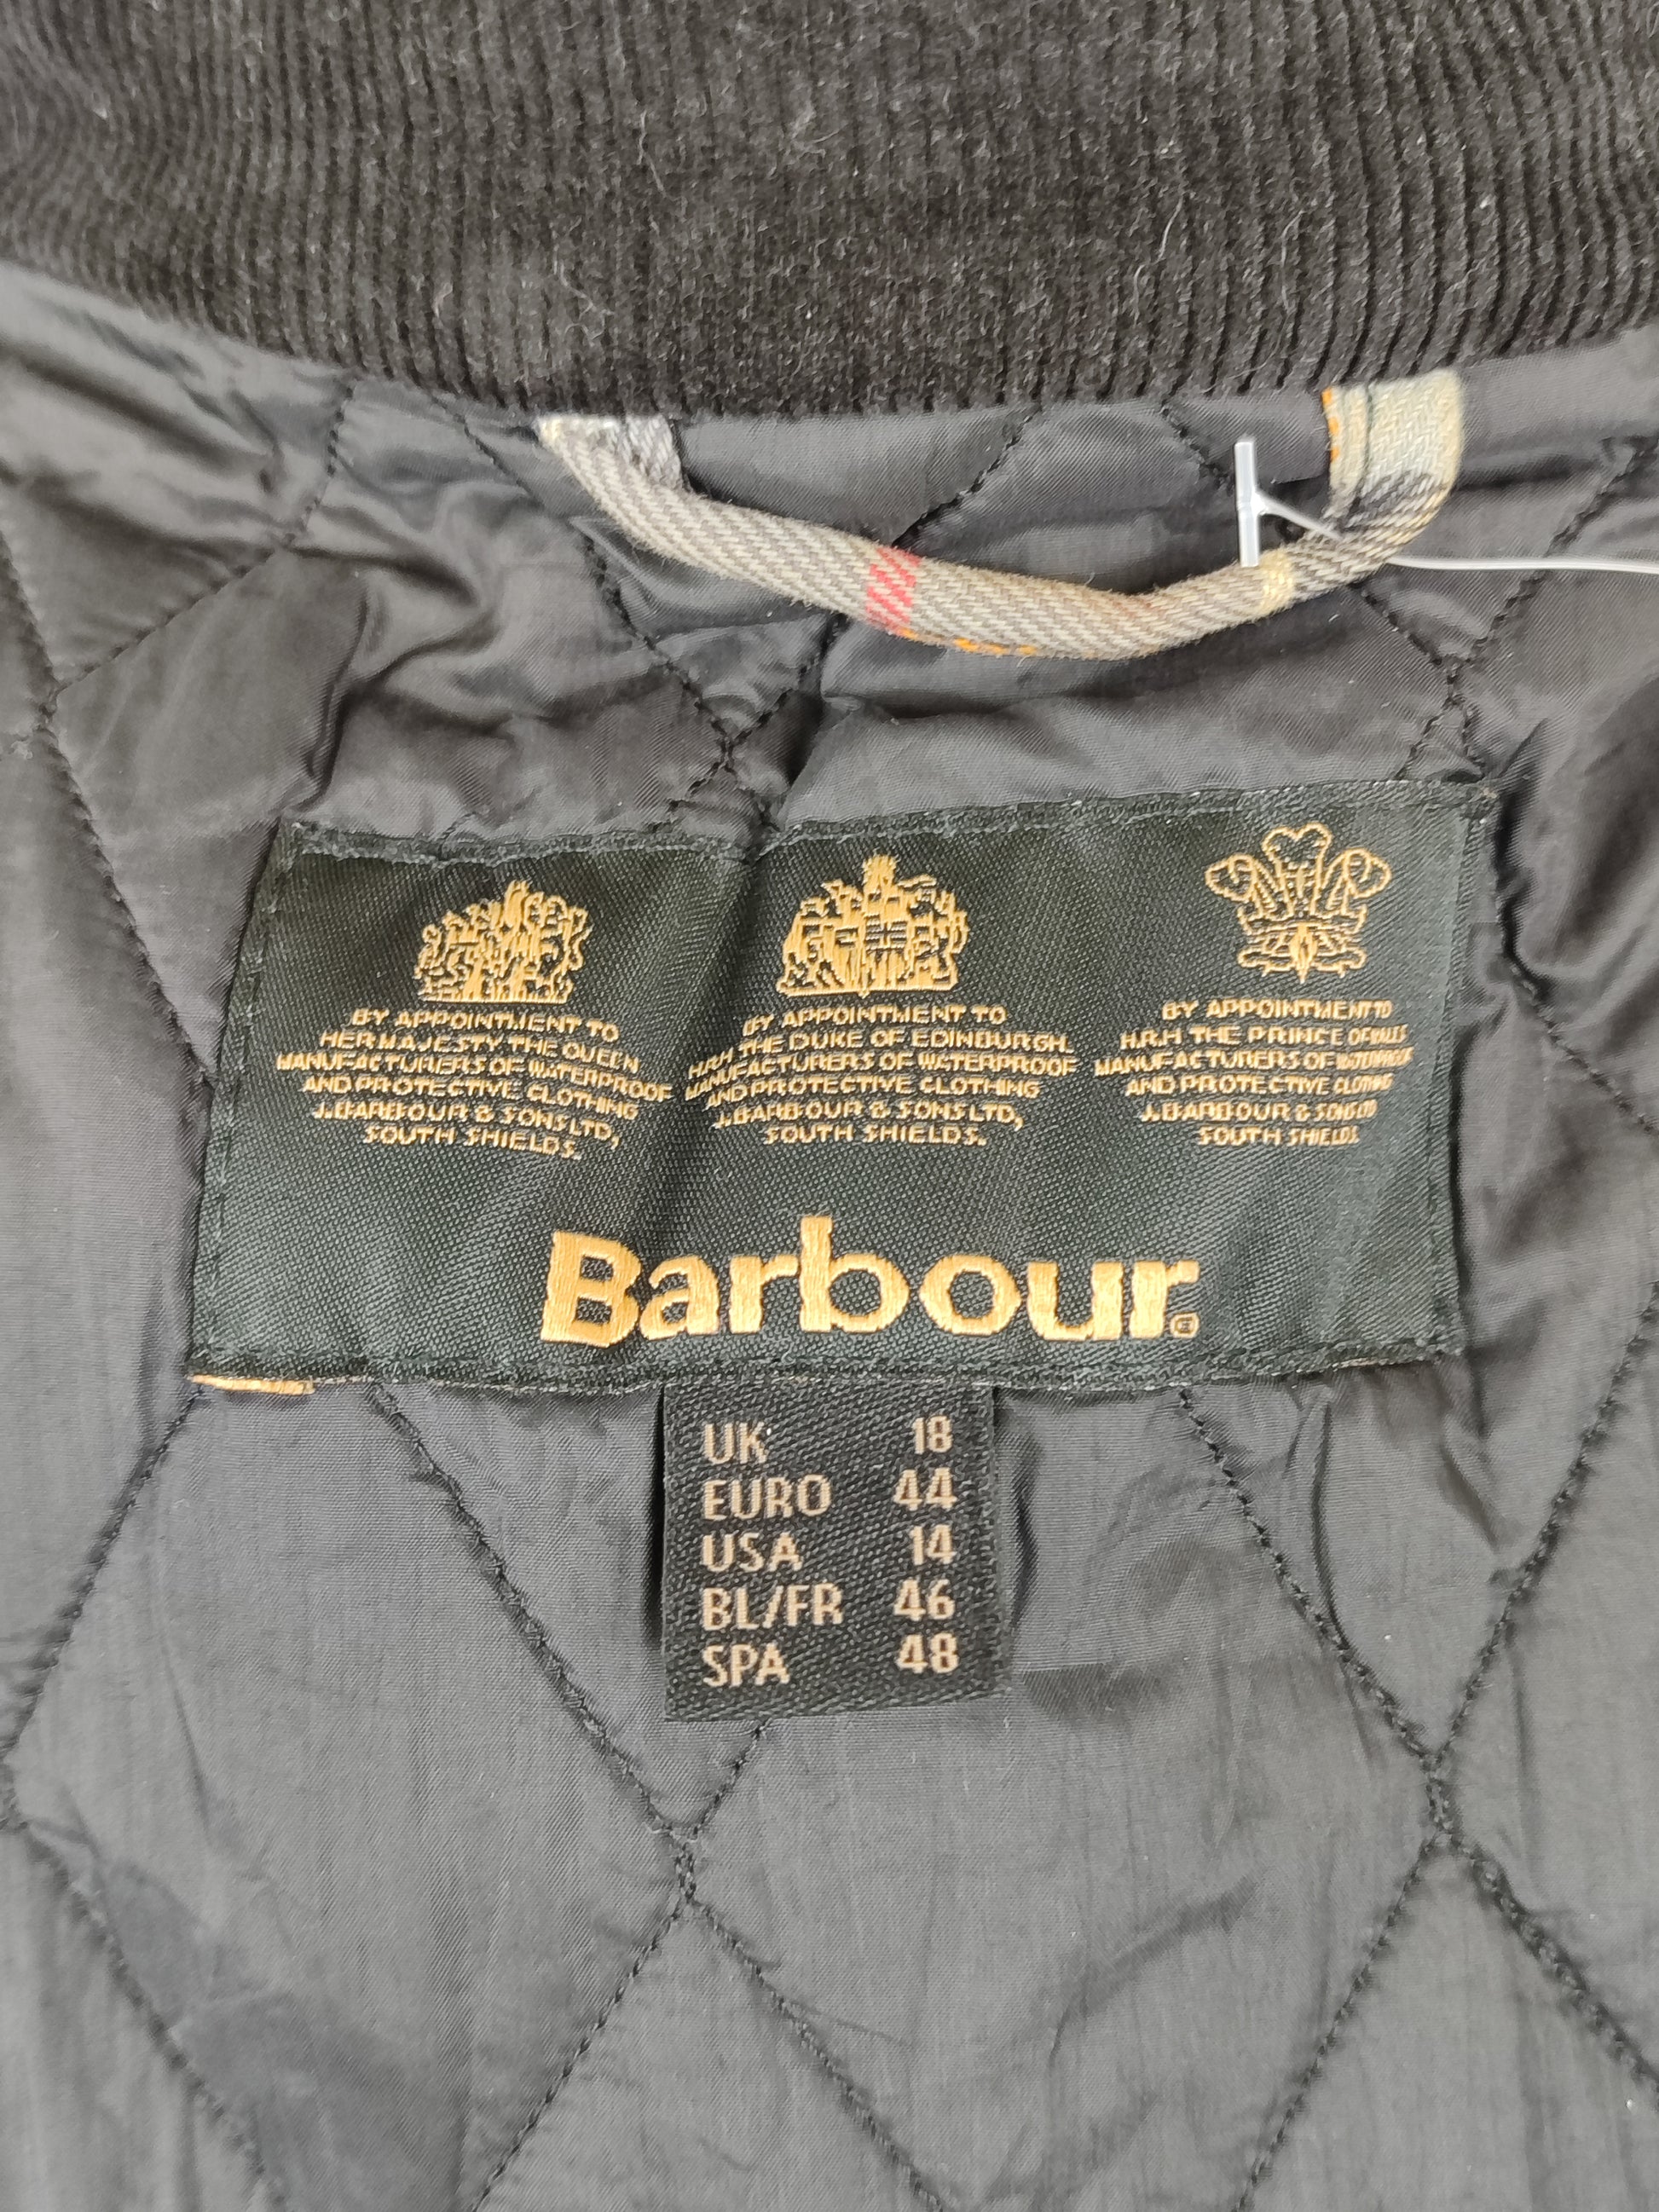 BY APPOINTMENT TO
HER MAJESTY THE QUEEN
MANUFACTURERS OF WATERPROOF
AND PROTECTIVE CLOTHING
J.BARBOUR & SONS LTD,
SOUTH SHIELDS.
BY APPOINTMENT TO
H.R.H THE DUKE OF EDINBURGH.
MANUFACTURERS OF WATERPROOF
AND PROTECTIVE CLOTHING
J.BARBOUR & SONS LTD,
SOUTH SHIELDS.
BY APPOINTMENT TO
H.R.H THE PRINCE OF WALES
MANUFACTURERS OF WATERPROOF
AND PROTECTIVE CLOTHING
J.BARBOUR & SONS LTD
SOUTH SHIELDS.
Barbour®
UK 18
EURO 44
USA 14
BL/FR 46
SPA 48